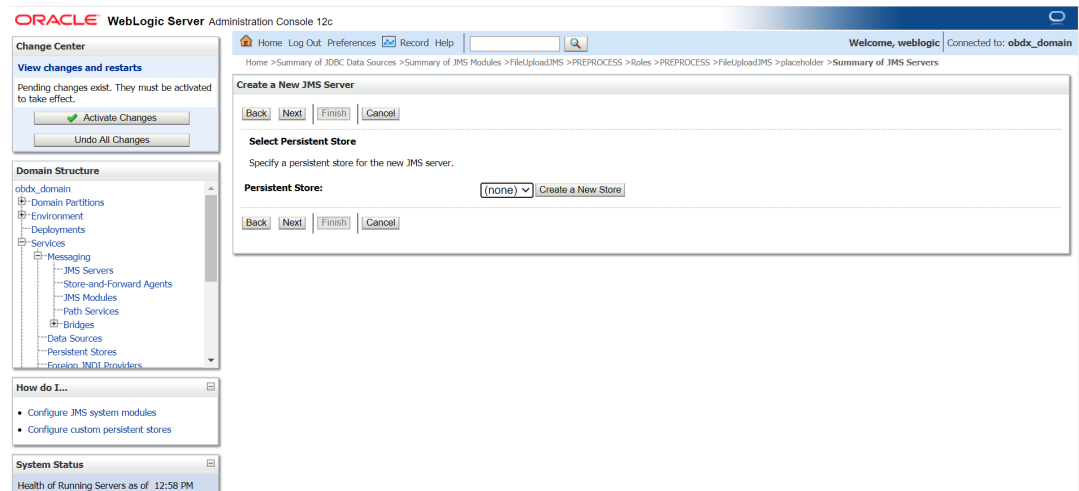 ORACLE WebLogic Server Administration Console 12c
Change Center
View changes and restarts
Pending changes exist. They must be activated
to take effect.
Activate Changes
Undo All Changes
Domain Structure
obdx_domain
Domain Partitions
Environment
Deployments
Services
Messaging
JMS Servers
Store-and-Forward Agents
JMS Modules
Path Services
Bridges
Data Sources
Persistent Stores
Foreign JNDI Providers
How do I...
Configure JMS system modules
Configure custom persistent stores
System Status
Health of Running Servers as of 12:58 PM
Home Log Out Preferences Record Help
Welcome, weblogic Connected to: obdx_domain
Home >Summary of JDBC Data Sources >Summary of JMS Modules >FileUploadJMS >PREPROCESS >Roles >PREPROCESS >FileUploadJMS >placeholder >Summary of JMS Servers
Create a New JMS Server
Back Next Finish Cancel
Select Persistent Store
Specify a persistent store for the new JMS server.
Persistent Store: (none) Create a New Store
Back Next Finish Cancel